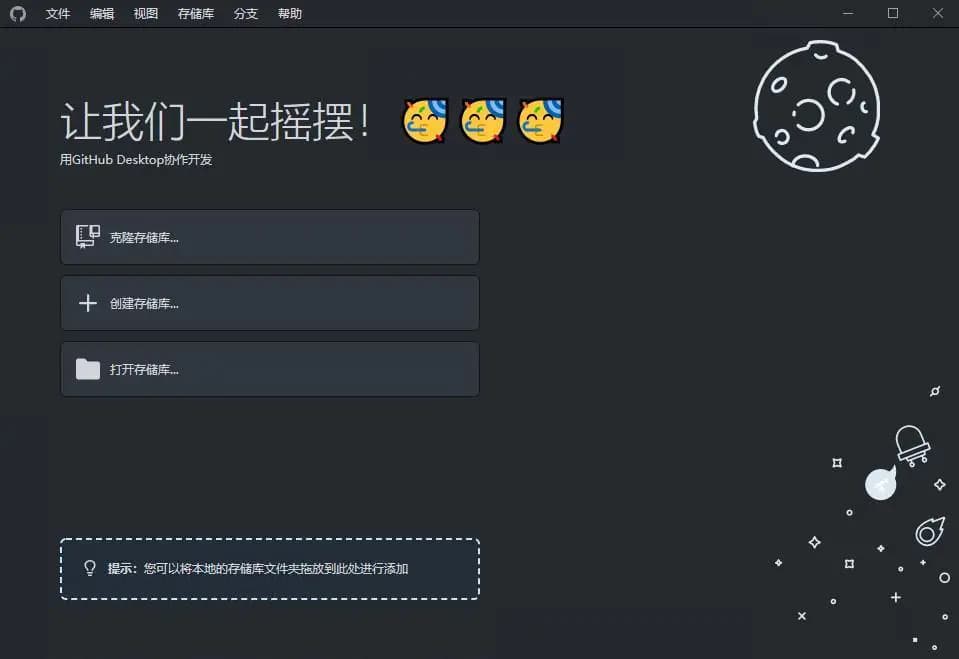 文件 编辑 视图 存储库 分支 帮助
让我们一起摇摆！🥳🥳🥳
用GitHub Desktop协作开发
克隆存储库...
创建存储库...
打开存储库...
提示：您可以将本地的存储库文件夹拖放到此处进行添加